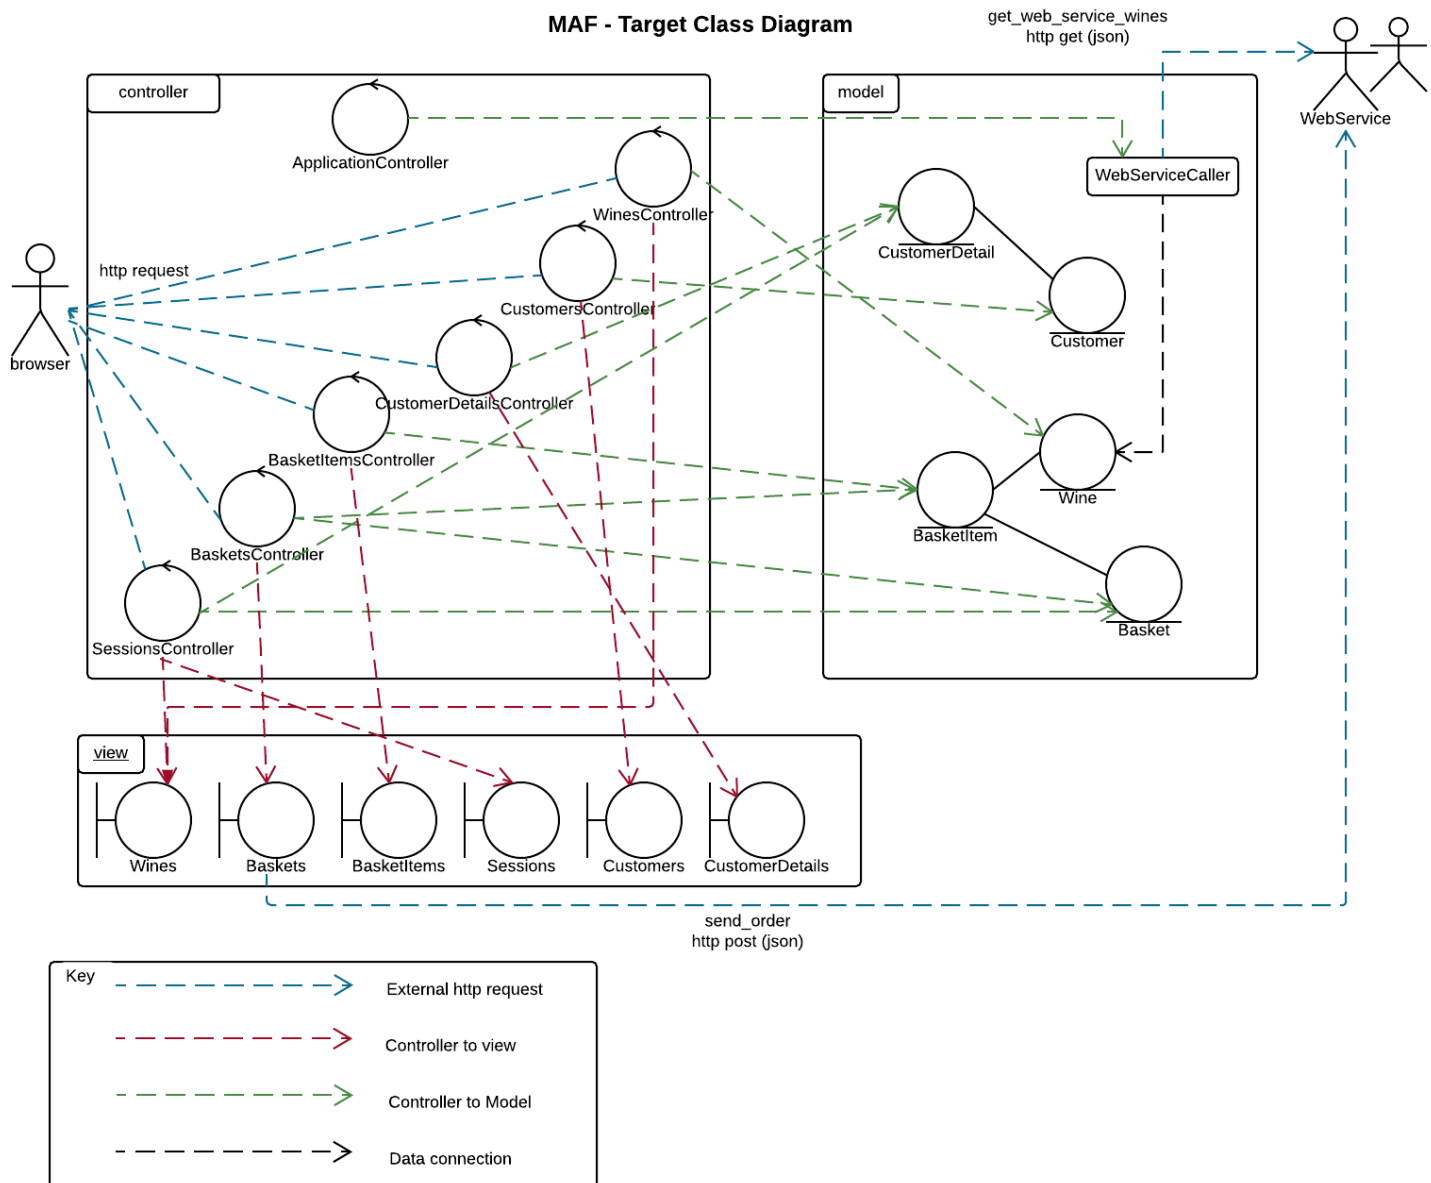 MAF - Target Class Diagram
get_web_service_wines
http get (json)
controller
model
WebService
ApplicationController
WebServiceCaller
WinesController
CustomerDetail
http request
CustomersController
Customer
browser
CustomerDetailsController
BasketItemsController
Wine
BasketItem
BasketsController
Basket
SessionsController
view
Wines
Baskets
BasketItems
Sessions
Customers
CustomerDetails
send_order
http post (json)
Key
External http request
Controller to view
Controller to Model
Data connection